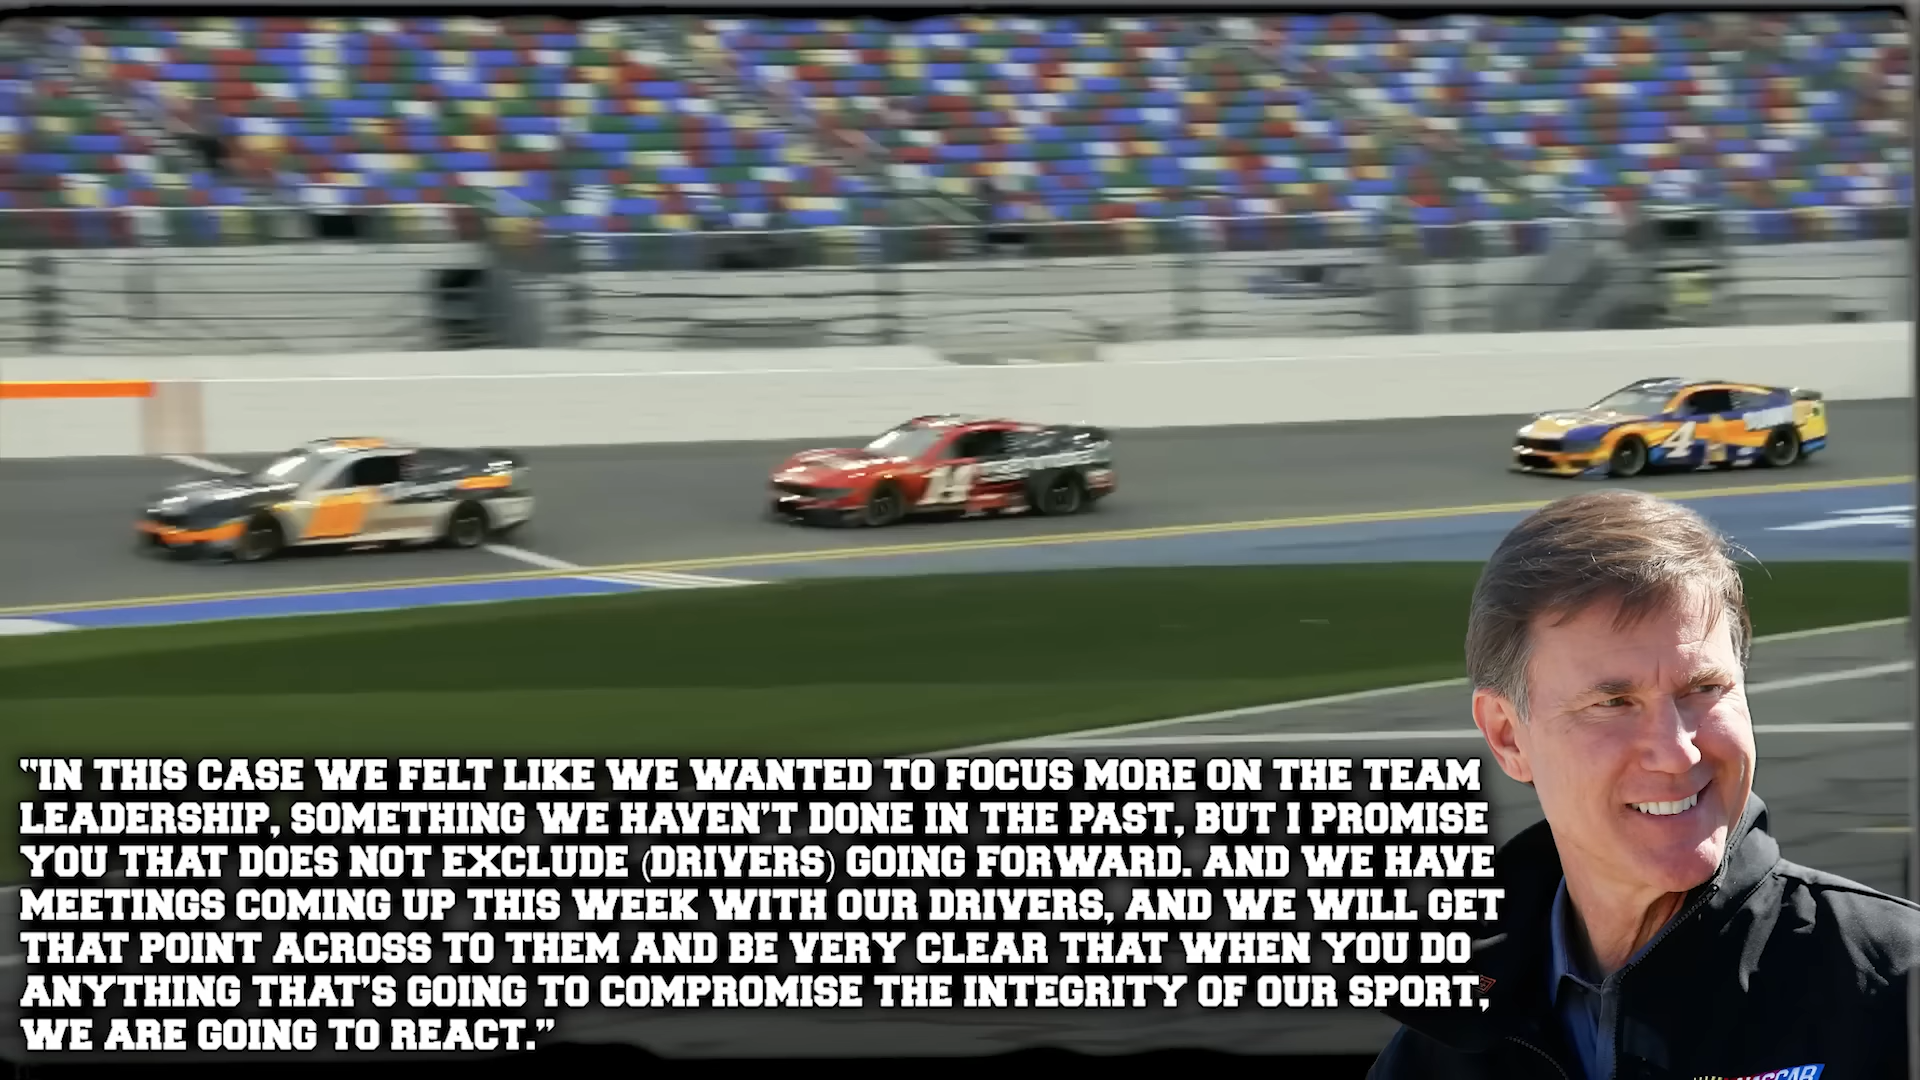 14
4
"IN THIS CASE WE FELT LIKE WE WANTED TO FOCUS MORE ON THE TEAM
LEADERSHIP, SOMETHING WE HAVEN'T DONE IN THE PAST, BUT I PROMISE
YOU THAT DOES NOT EXCLUDE (DRIVERS) GOING FORWARD. AND WE HAVE
MEETINGS COMING UP THIS WEEK WITH OUR DRIVERS, AND WE WILL GET
THAT POINT ACROSS TO THEM AND BE VERY CLEAR THAT WHEN YOU DO
ANYTHING THAT'S GOING TO COMPROMISE THE INTEGRITY OF OUR SPORT,
WE ARE GOING TO REACT."
NASCAR